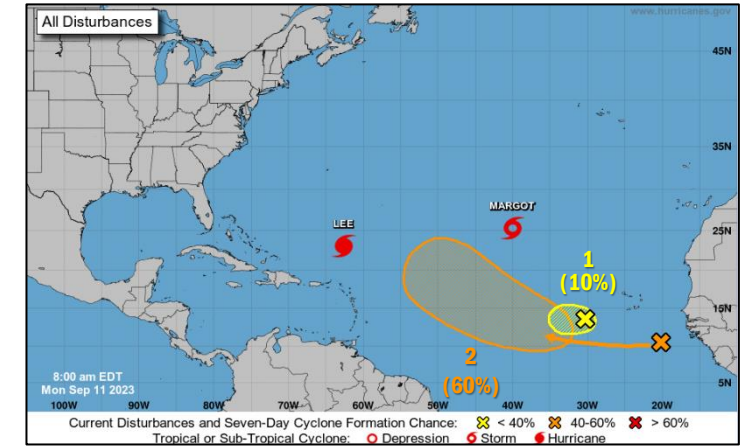 All Disturbances
www.hurricanes.gov
45N
35N
LEE
MARGOT
25N
1
(10%)
15N
2
(60%)
8:00 am EDT
Mon Sep 11 2023
5N
100W 90W 80W 70W 60W 50W 40W 30W 20W
Current Disturbances and Seven-Day Cyclone Formation Chance: < 40% 40-60% > 60%
Tropical or Sub-Tropical Cyclone: Depression Storm Hurricane